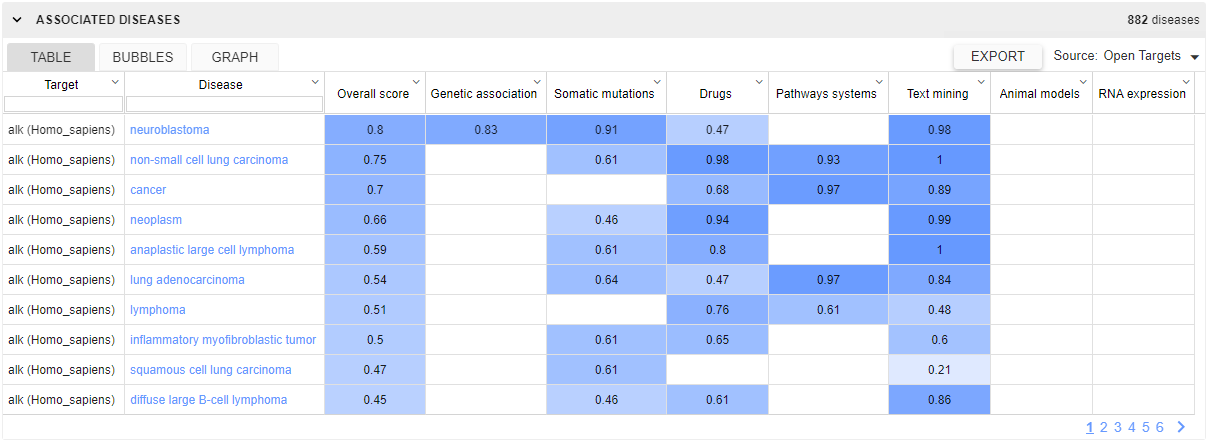 ASSOCIATED DISEASES 882 diseases
TABLE BUBBLES GRAPH EXPORT Source: Open Targets
Target Disease Overall score Genetic association Somatic mutations Drugs Pathways systems Text mining Animal models RNA expression
alk (Homo_sapiens) neuroblastoma 0.8 0.83 0.91 0.47 0.98
alk (Homo_sapiens) non-small cell lung carcinoma 0.75 0.61 0.98 0.93 1
alk (Homo_sapiens) cancer 0.7 0.68 0.97 0.89
alk (Homo_sapiens) neoplasm 0.66 0.46 0.94 0.99
alk (Homo_sapiens) anaplastic large cell lymphoma 0.59 0.61 0.8 1
alk (Homo_sapiens) lung adenocarcinoma 0.54 0.64 0.47 0.97 0.84
alk (Homo_sapiens) lymphoma 0.51 0.76 0.61 0.48
alk (Homo_sapiens) inflammatory myofibroblastic tumor 0.5 0.61 0.65 0.6
alk (Homo_sapiens) squamous cell lung carcinoma 0.47 0.61 0.21
alk (Homo_sapiens) diffuse large B-cell lymphoma 0.45 0.46 0.61 0.86
1 2 3 4 5 6